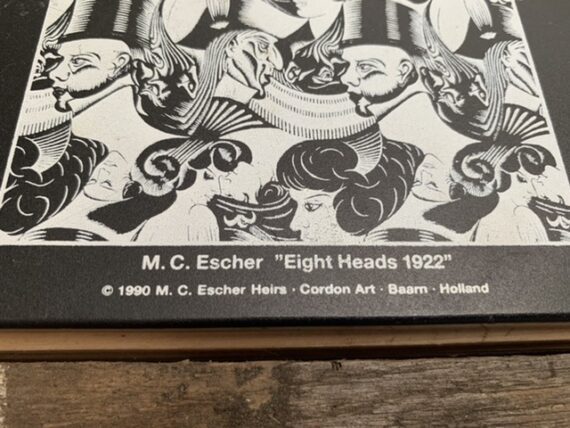 M. C. Escher "Eight Heads 1922"
© 1990 M. C. Escher Heirs · Cordon Art · Baarn · Holland